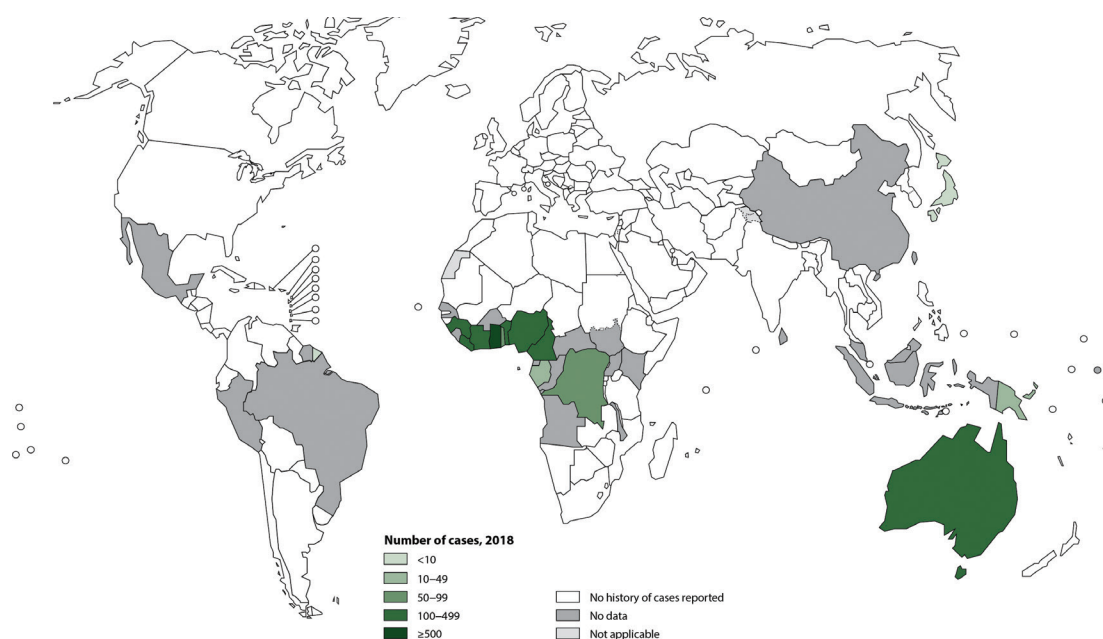 Number of cases, 2018
<10
10–49
50–99
100–499
≥500
No history of cases reported
No data
Not applicable